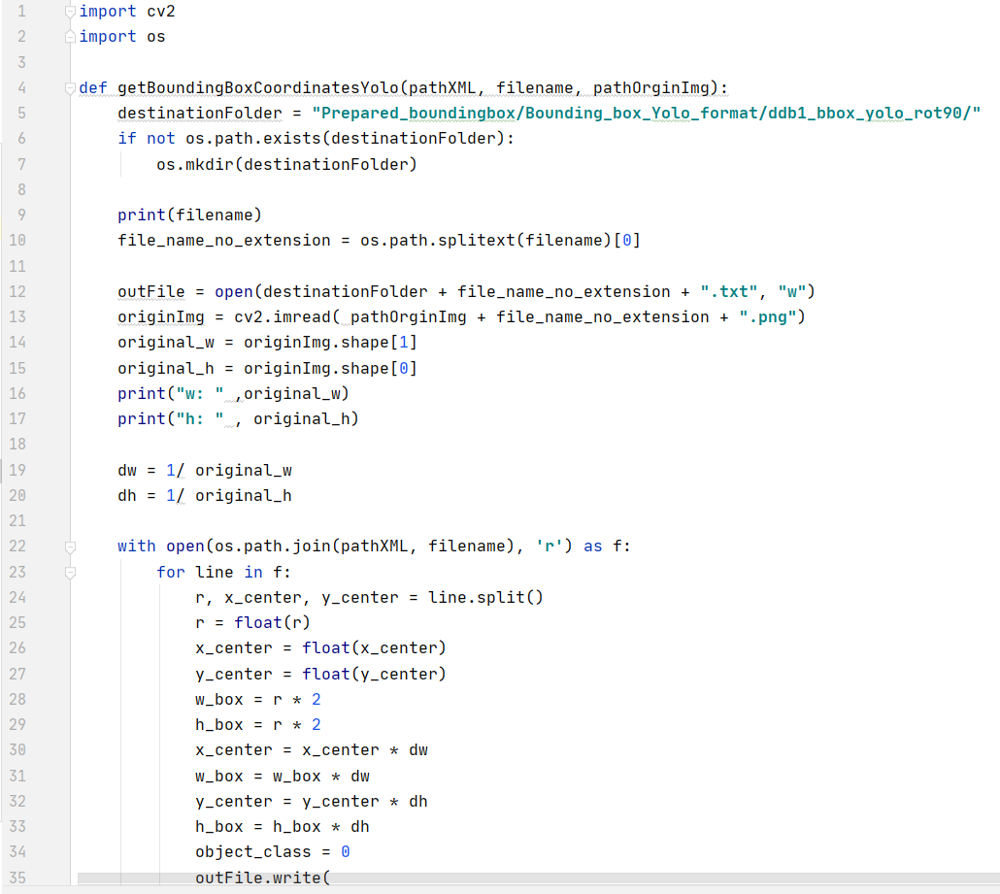 1 import cv2
2 import os
3
4 def getBoundingBoxCoordinatesYolo(pathXML, filename, pathOrginImg):
5     destinationFolder = "Prepared_boundingbox/Bounding_box_Yolo_format/ddb1_bbox_yolo_rot90/"
6     if not os.path.exists(destinationFolder):
7         os.mkdir(destinationFolder)
8
9     print(filename)
10     file_name_no_extension = os.path.splitext(filename)[0]
11
12     outFile = open(destinationFolder + file_name_no_extension + ".txt", "w")
13     originImg = cv2.imread( pathOrginImg + file_name_no_extension + ".png")
14     original_w = originImg.shape[1]
15     original_h = originImg.shape[0]
16     print("w: " ,original_w)
17     print("h: " , original_h)
18
19     dw = 1/ original_w
20     dh = 1/ original_h
21
22     with open(os.path.join(pathXML, filename), 'r') as f:
23         for line in f:
24             r, x_center, y_center = line.split()
25             r = float(r)
26             x_center = float(x_center)
27             y_center = float(y_center)
28             w_box = r * 2
29             h_box = r * 2
30             x_center = x_center * dw
31             w_box = w_box * dw
32             y_center = y_center * dh
33             h_box = h_box * dh
34             object_class = 0
35             outFile.write(